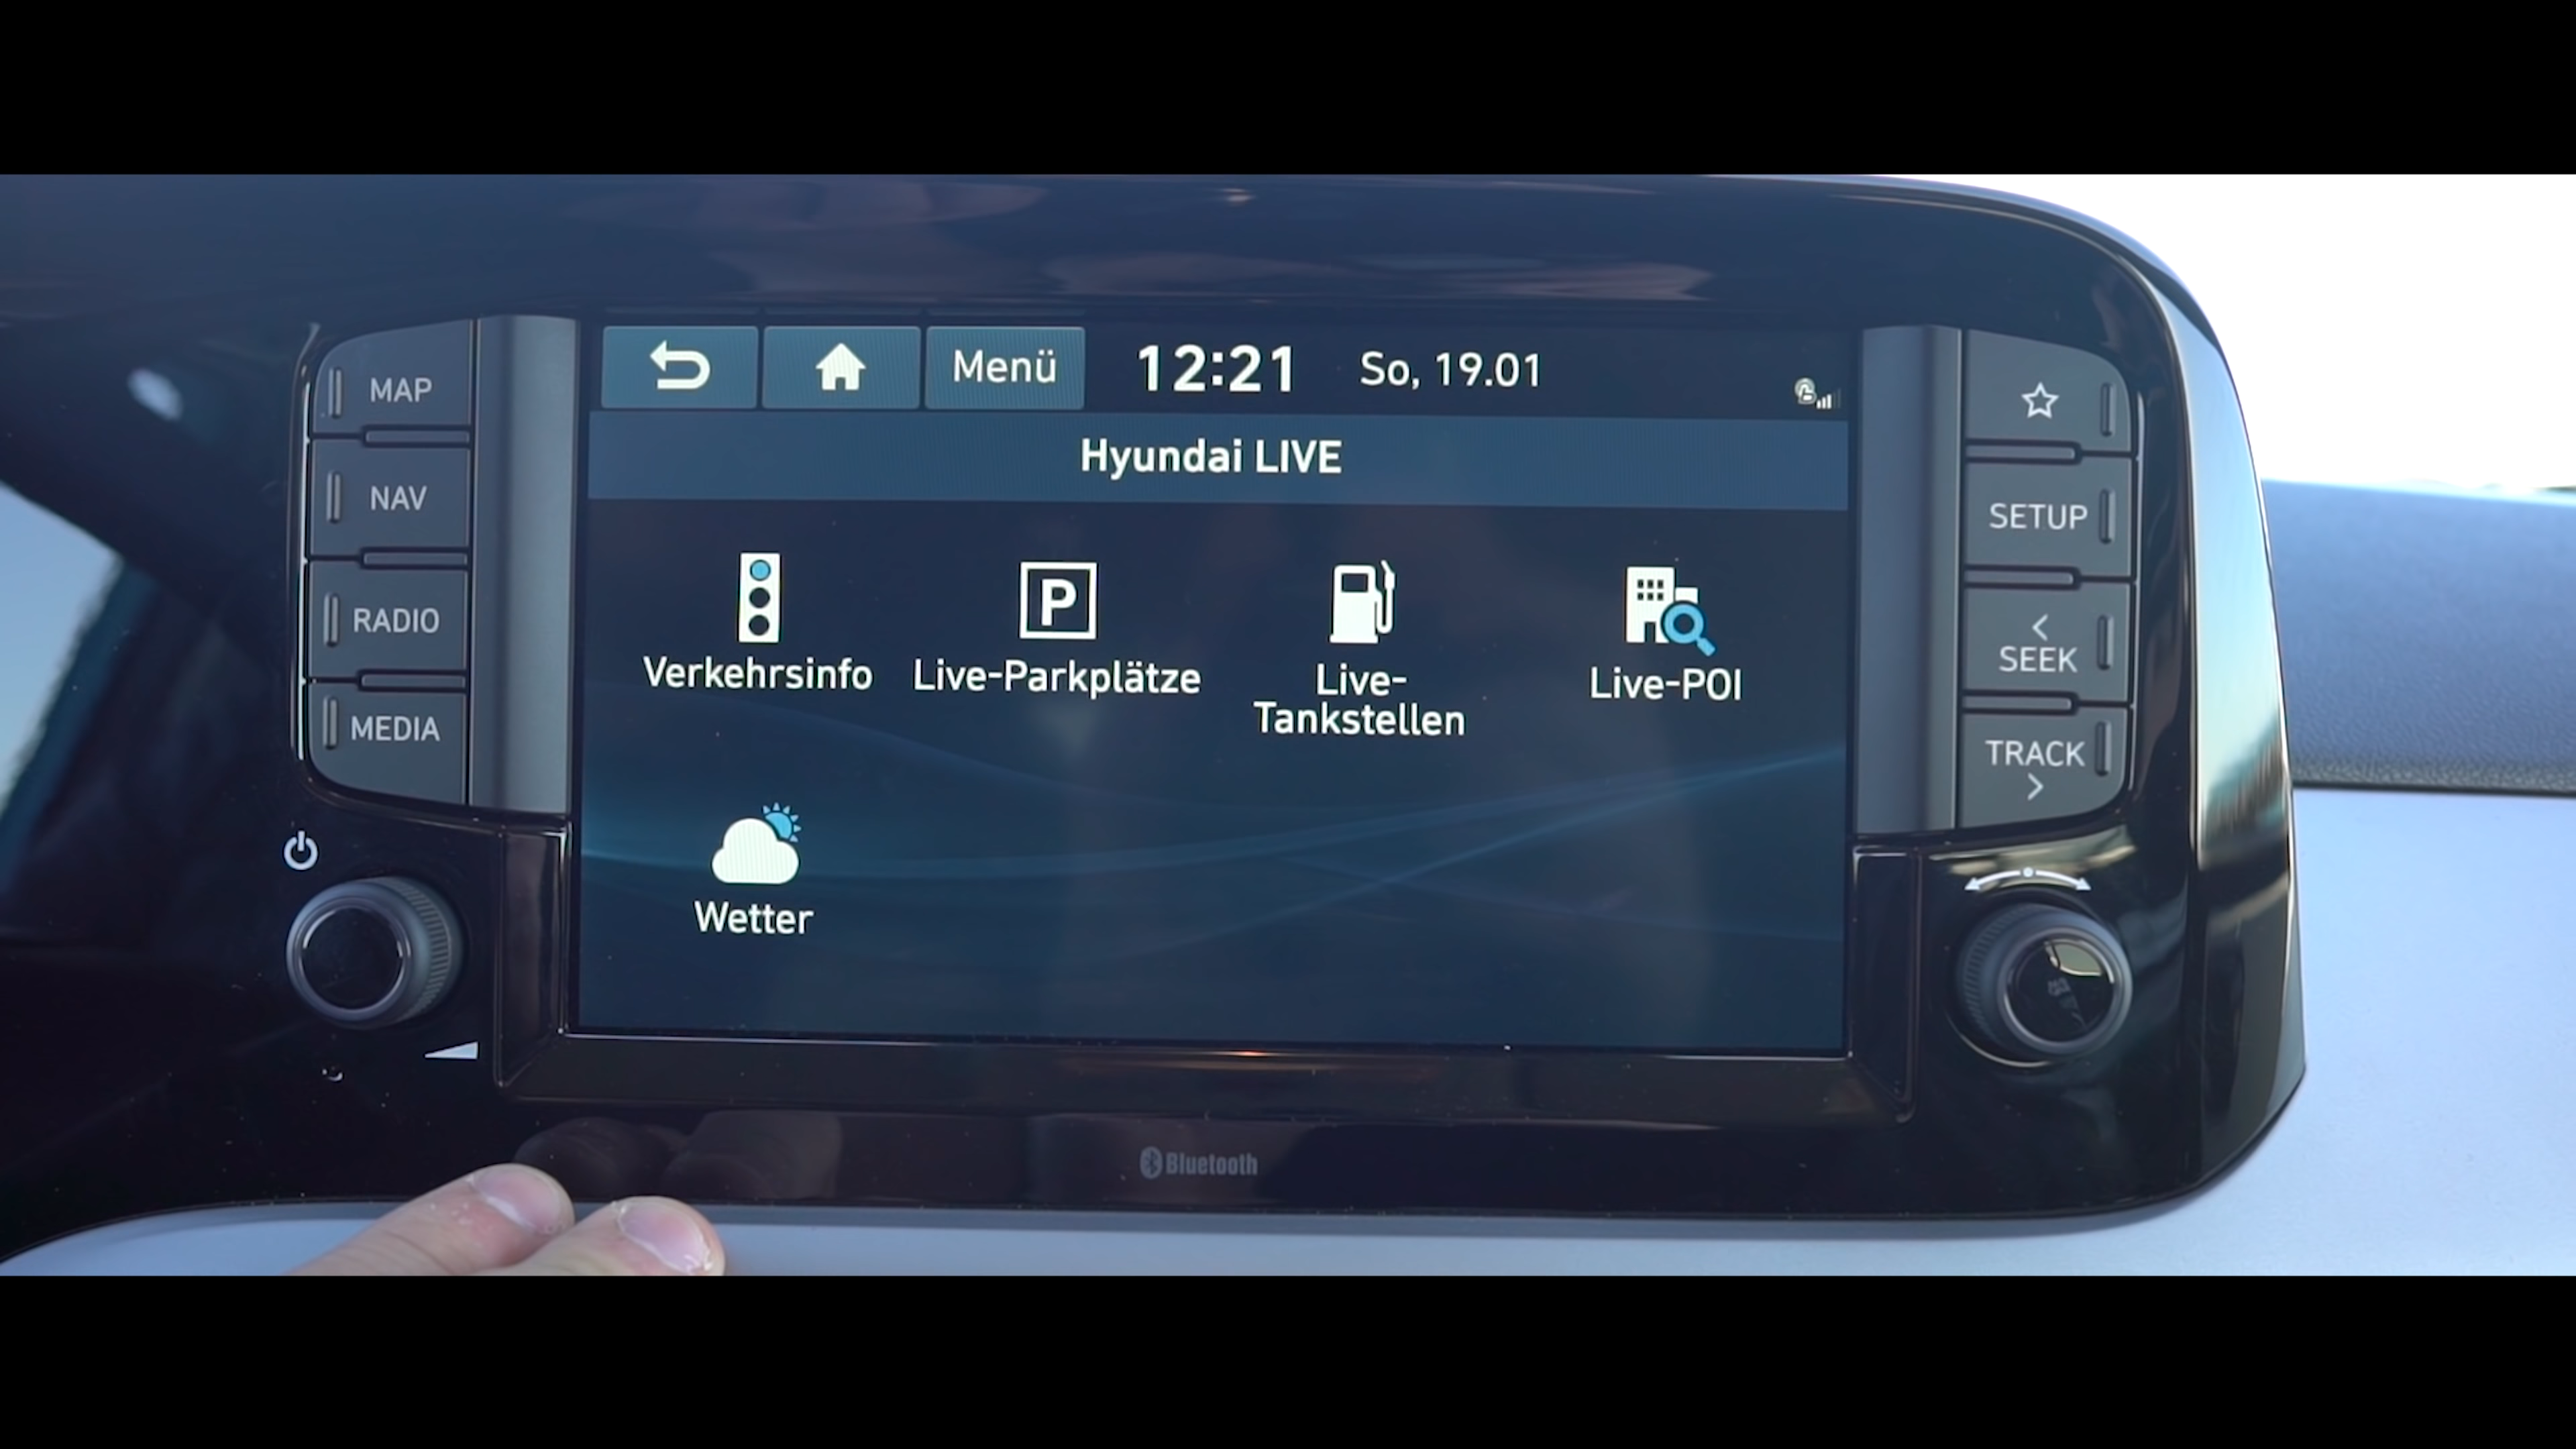 MAP
NAV
RADIO
MEDIA
Menü 12:21 So, 19.01
Hyundai LIVE
Verkehrsinfo
P
Live-Parkplätze
Live-
Tankstellen
Live-POI
Wetter
SETUP
<
SEEK
TRACK
>
Bluetooth